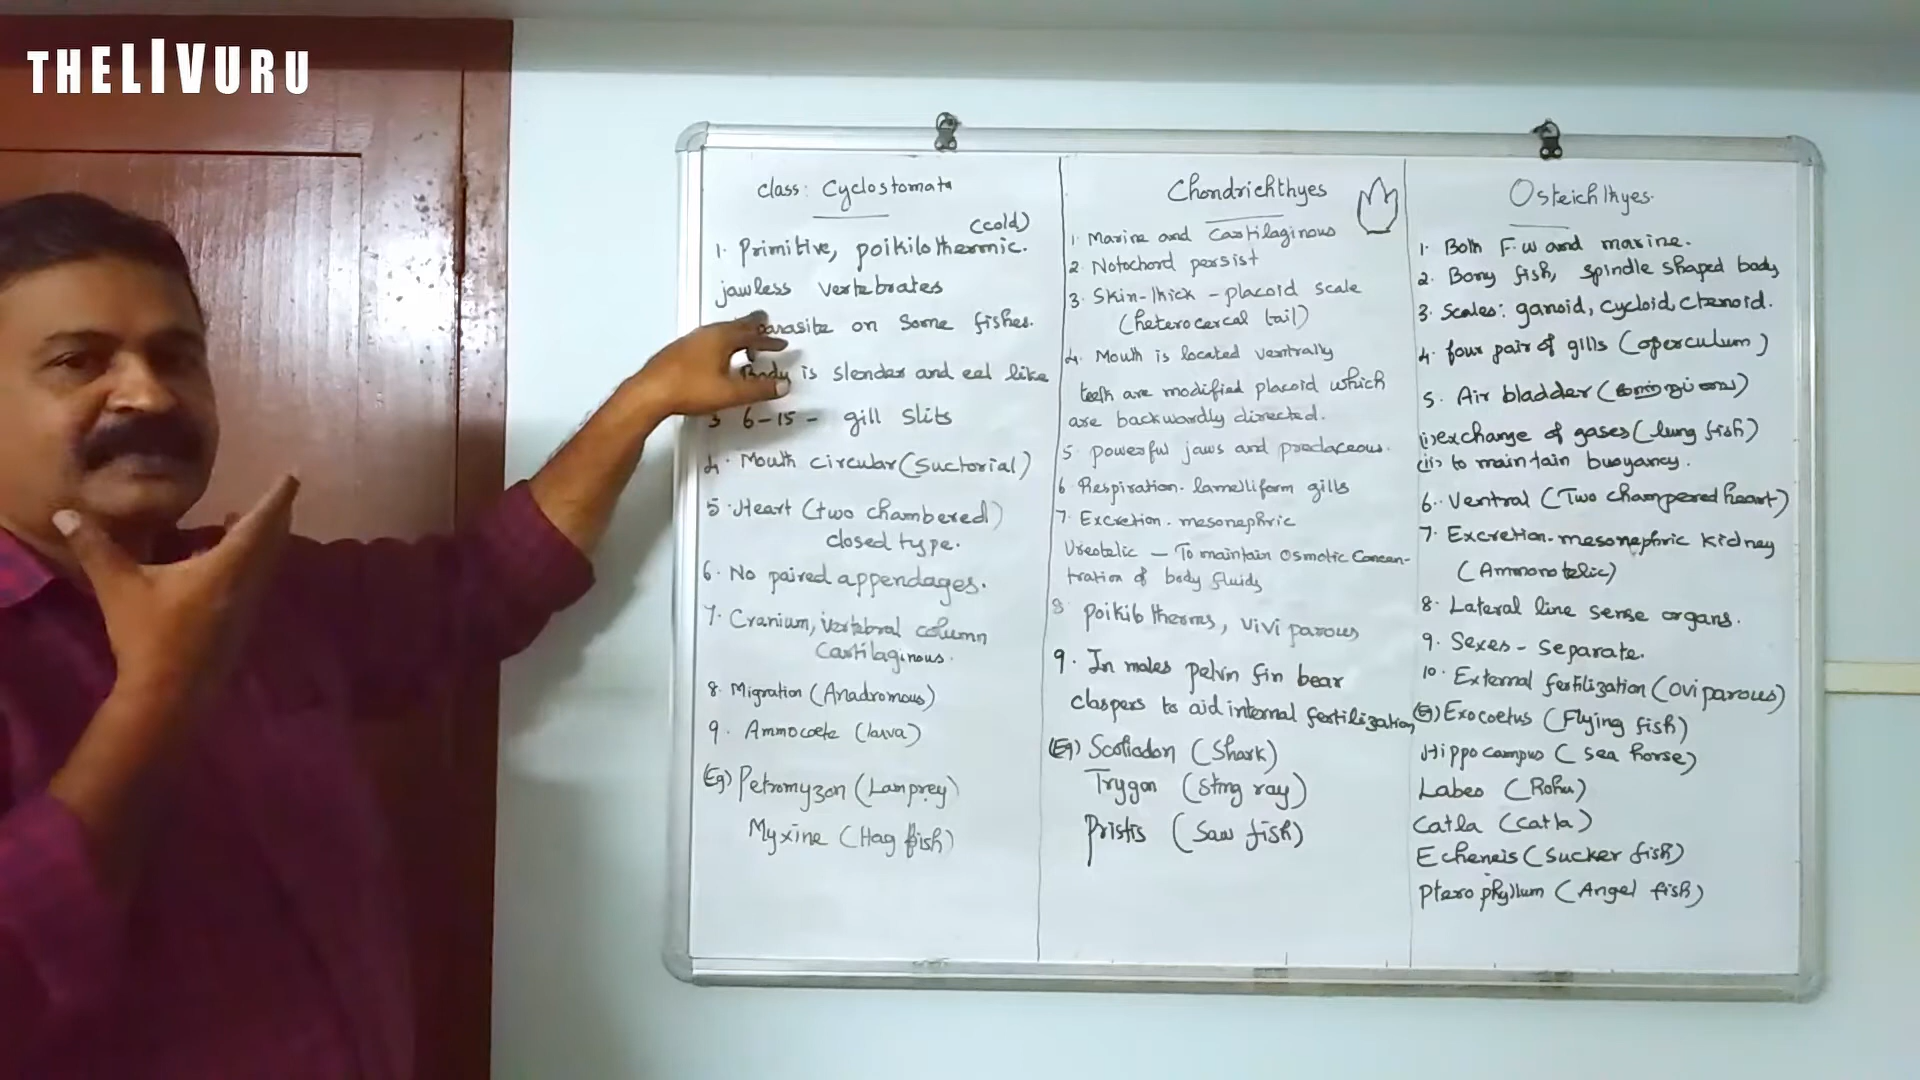 THELIVURU
Class: Cyclostomata
(cold)
1. Primitive, poikilothermic.
jawless vertebrates
parasite on Some fishes.
Body is slender and eel like
3 6-15 - gill slits
4. Mouth circular (Suctorial)
5. Heart (two chambered)
closed type.
6. No paired appendages.
7. Cranium, vertebral column
Cartilaginous.
8. Migration (Anadromous)
9. Ammocoete (larva)
(Eg) Petromyzon (Lamprey)
Myxine (Hag fish)
Chondrichthyes
1. Marine and Cartilaginous
2. Notochord persist
3. Skin-thick - placoid scale
(heterocercal tail)
4. Mouth is located ventrally
teeth are modified placoid which
are backwardly directed.
5. powerful jaws and predaceous.
6 Respiration. lamelliform gills
7. Excretion. mesonephric
Ureotelic - To maintain Osmotic Concen-
tration of body fluids
8. poikilotherms, viviparous
9. In males pelvin fin bear
claspers to aid internal fertilization
(Eg) Scoliodon (Shark)
Trygon (Sting ray)
Pristis (Saw fish)
Osteichthyes.
1. Both F.W and marine.
2. Bony fish, Spindle shaped body
3. Scales: ganoid, cycloid, ctenoid.
4. four pair of gills (operculum)
5. Air bladder
(i) exchange of gases (lung fish)
(ii) to maintain buoyancy.
6. Ventral (Two champered heart)
7. Excretion-mesonephric kidney
(Ammonotelic)
8. Lateral line sense organs.
9. Sexes - Separate.
10. External fertilization (oviparous)
(Eg) Exocoetus (Flying fish)
Hippocampus (sea horse)
Labeo (Rohu)
Catla (catla)
Echeneis (Sucker fish)
Pterophyllum (Angel fish)